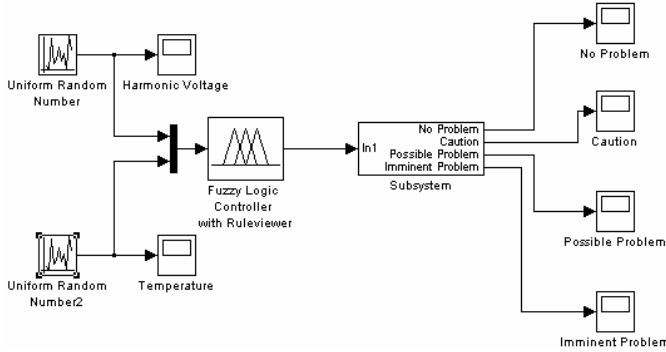 No Problem
Uniform Random
Number
Harmonic Voltage
Fuzzy Logic
Controller
with Ruleviewer
In1
No Problem
Caution
Possible Problem
Imminent Problem
Subsystem
Caution
Possible Problem
Uniform Random
Number2
Temperature
Imminent Problem